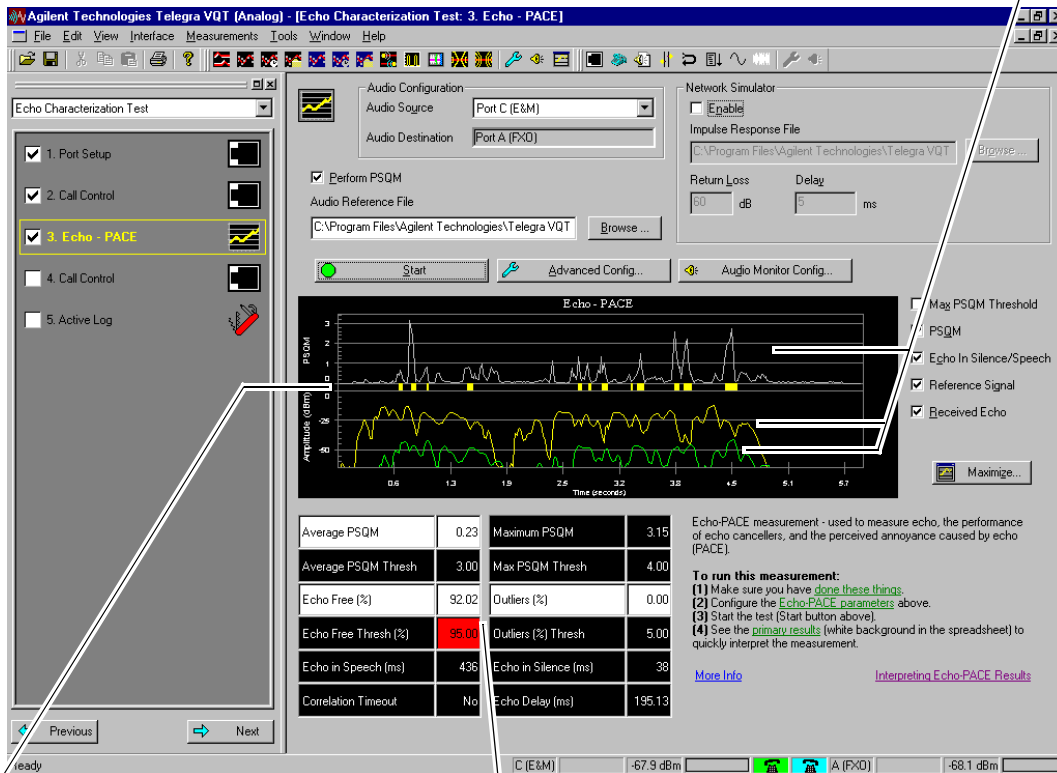 Agilent Technologies Telegra VQT (Analog) - [Echo Characterization Test: 3. Echo - PACE]
File Edit View Interface Measurements Tools Window Help
Echo Characterization Test
1. Port Setup
2. Call Control
3. Echo - PACE
4. Call Control
5. Active Log
Previous
Next
Audio Configuration
Audio Source
Port C (E&M)
Audio Destination
Port A (FXO)
Perform PSQM
Audio Reference File
C:\Program Files\Agilent Technologies\Telegra VQT
Browse ...
Network Simulator
Enable
Impulse Response File
C:\Program Files\Agilent Technologies\Telegra VQT
Browse ...
Return Loss
Delay
60 dB
5 ms
Start
Advanced Config...
Audio Monitor Config...
Echo - PACE
PSQM
3
2
1
0
Amplitude (dBm)
0
-25
-50
0.6 1.3 1.9 2.5 3.2 3.8 4.5 5.1 5.7
Time (seconds)
Max PSQM Threshold
PSQM
Echo In Silence/Speech
Reference Signal
Received Echo
Maximize...
Average PSQM 0.23 Maximum PSQM 3.15
Average PSQM Thresh 3.00 Max PSQM Thresh 4.00
Echo Free (%) 92.02 Outliers (%) 0.00
Echo Free Thresh (%) 95.00 Outliers (%) Thresh 5.00
Echo in Speech (ms) 436 Echo in Silence (ms) 38
Correlation Timeout No Echo Delay (ms) 195.13
Echo-PACE measurement - used to measure echo, the performance
of echo cancellers, and the perceived annoyance caused by echo
(PACE).
To run this measurement:
(1) Make sure you have done these things.
(2) Configure the Echo-PACE parameters above.
(3) Start the test (Start button above).
(4) See the primary results (white background in the spreadsheet) to
quickly interpret the measurement.
More Info
Interpreting Echo-PACE Results
eady
C (E&M)
-67.9 dBm
A (FXO)
-68.1 dBm